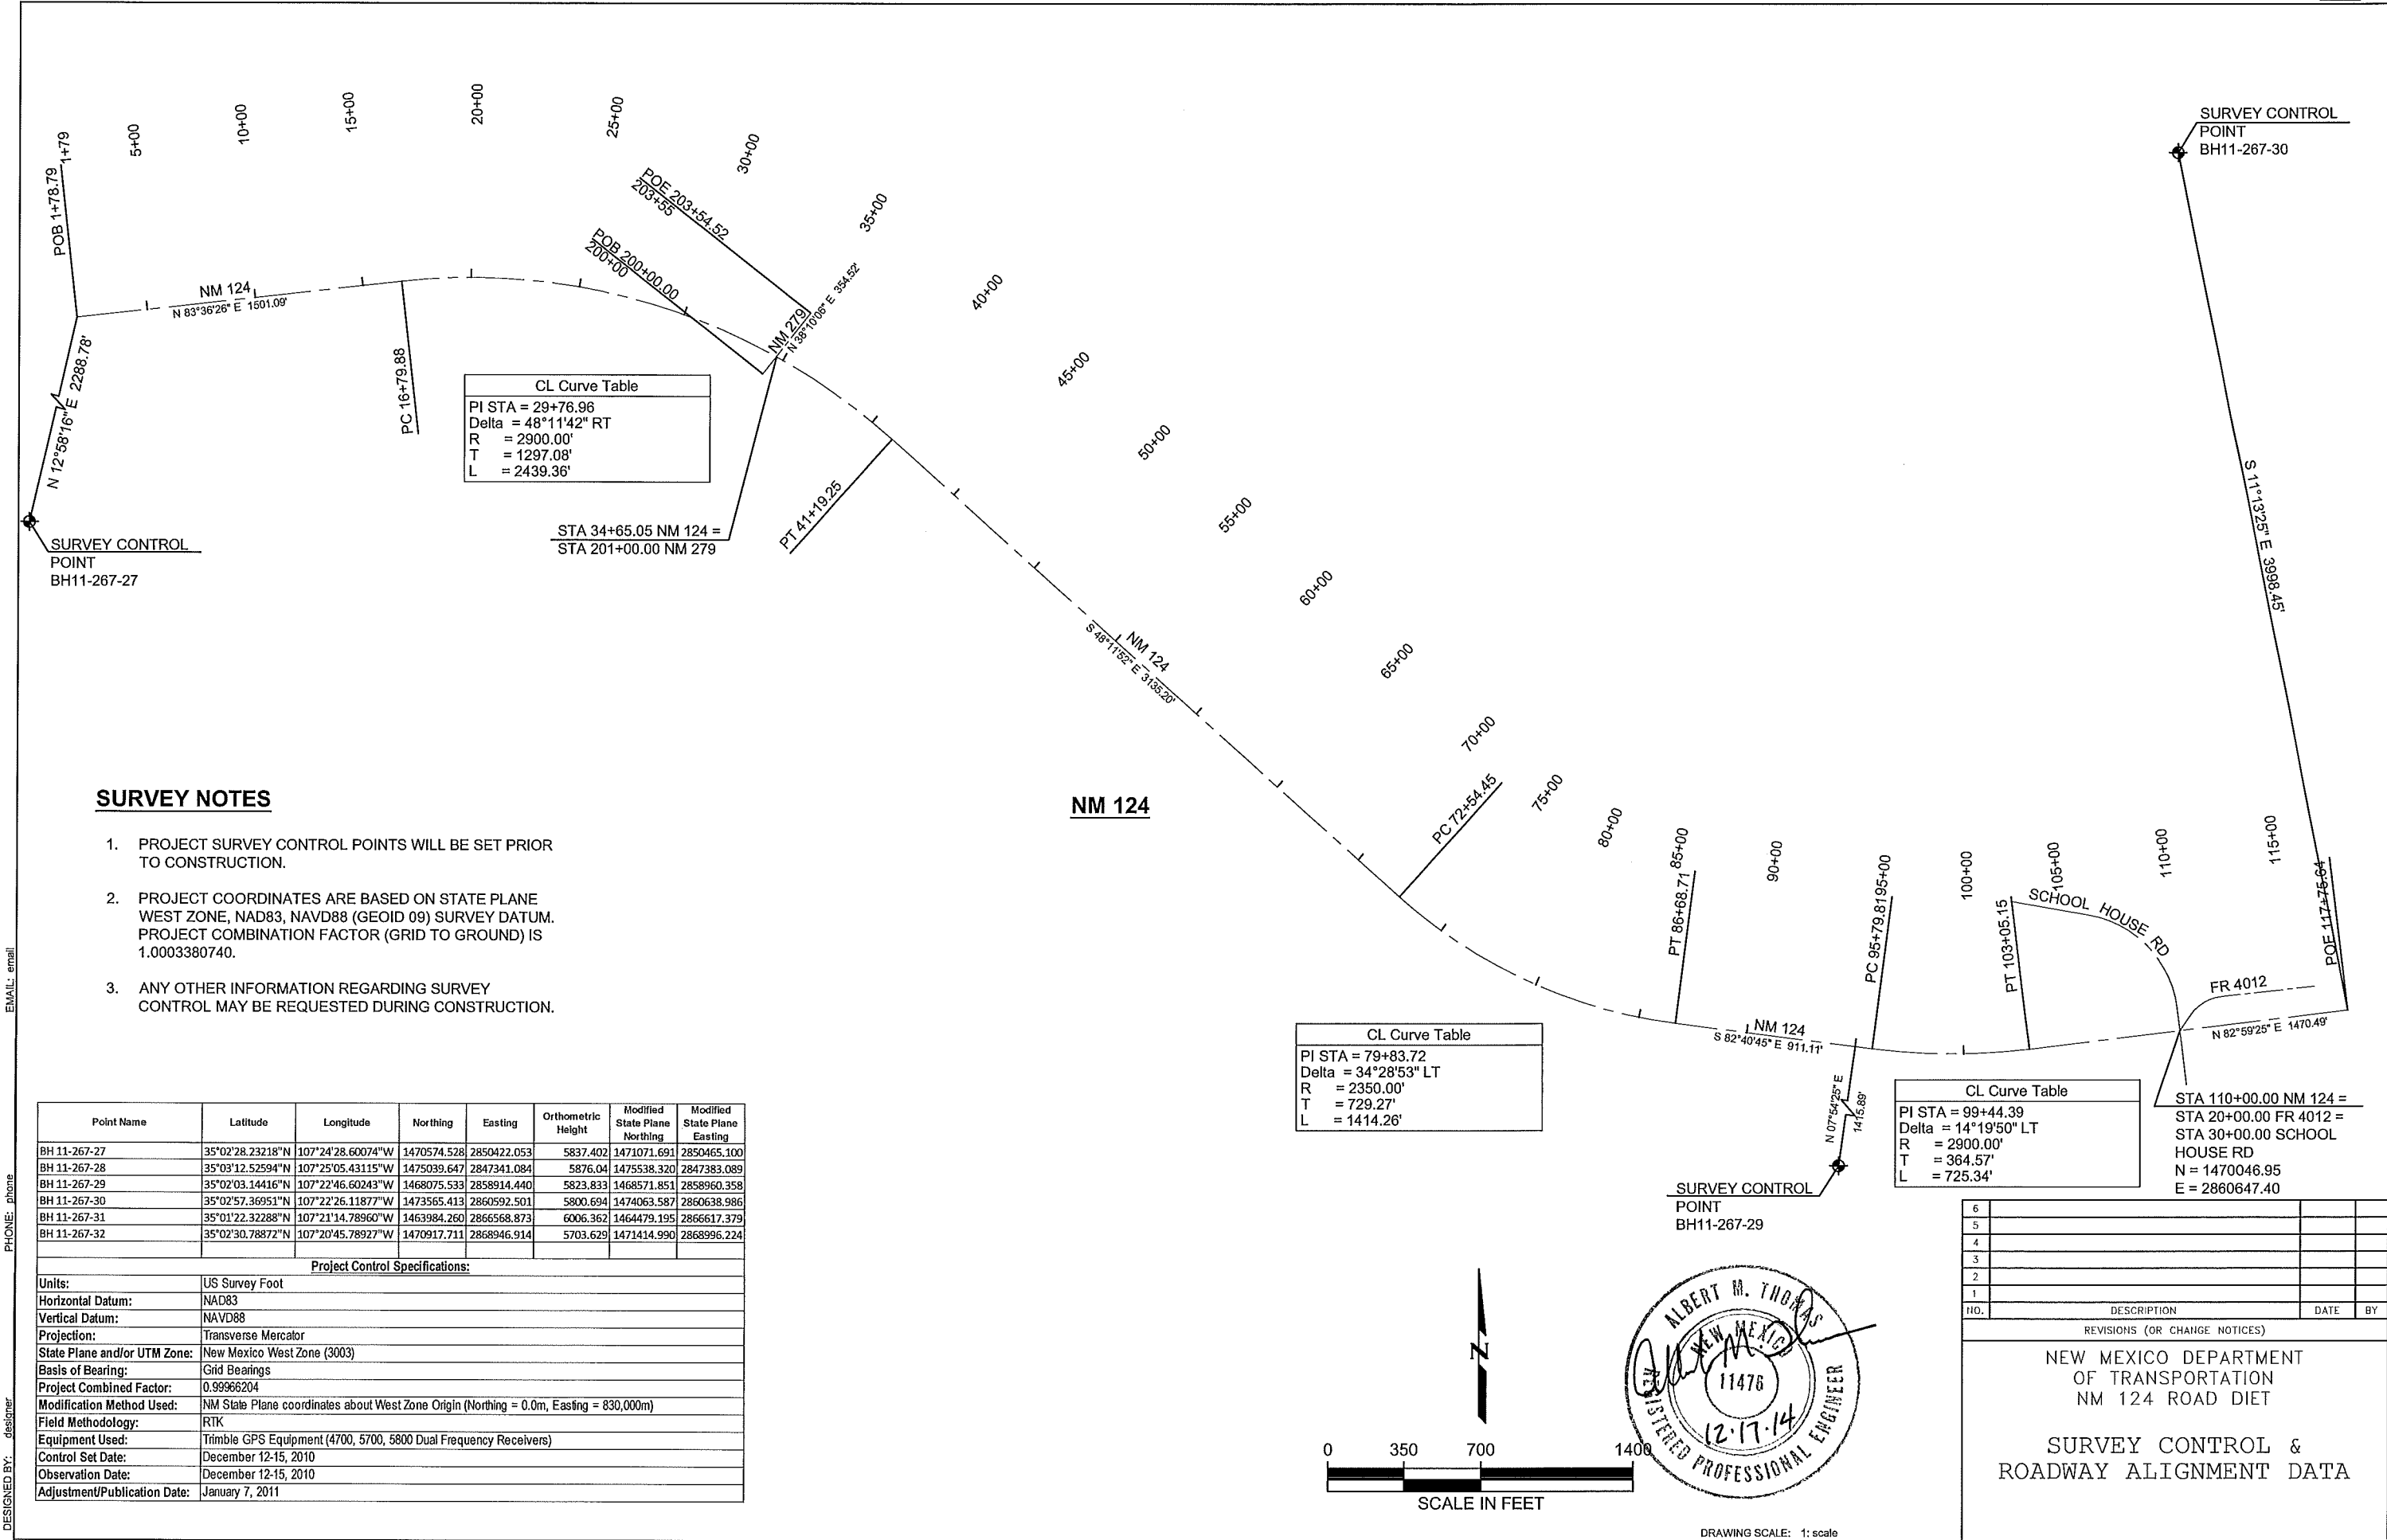 1+79
5+00
10+00
15+00
20+00
25+00
30+00
35+00
40+00
45+00
50+00
55+00
60+00
65+00
70+00
75+00
80+00
85+00
90+00
95+00
100+00
105+00
110+00
115+00
POB 1+78.79
NM 124
N 83°36'26" E 1501.09'
N 12°58'16" E 2288.78'
PC 16+79.88
SURVEY CONTROL
POINT
BH11-267-27
POE 203+54.52
203+55
POB 200+00.00
200+00
NM 279
N 38°10'06" E 354.52'
CL Curve Table
PI STA = 29+76.96
Delta = 48°11'42" RT
R = 2900.00'
T = 1297.08'
L = 2439.36'
STA 34+65.05 NM 124 =
STA 201+00.00 NM 279
PT 41+19.25
NM 124
S 48°11'52" E 3135.20'
NM 124
PC 72+54.45
PT 86+68.71
NM 124
S 82°40'45" E 911.11'
PC 95+79.81
PT 103+05.15
SCHOOL HOUSE RD
FR 4012
N 82°59'25" E 1470.49'
POE 117+75.64
SURVEY CONTROL
POINT
BH11-267-30
S 11°13'25" E 3998.45'
CL Curve Table
PI STA = 79+83.72
Delta = 34°28'53" LT
R = 2350.00'
T = 729.27'
L = 1414.26'
N 07°54'25" E
1415.89'
SURVEY CONTROL
POINT
BH11-267-29
CL Curve Table
PI STA = 99+44.39
Delta = 14°19'50" LT
R = 2900.00'
T = 364.57'
L = 725.34'
STA 110+00.00 NM 124 =
STA 20+00.00 FR 4012 =
STA 30+00.00 SCHOOL
HOUSE RD
N = 1470046.95
E = 2860647.40
SURVEY NOTES
1. PROJECT SURVEY CONTROL POINTS WILL BE SET PRIOR
TO CONSTRUCTION.
2. PROJECT COORDINATES ARE BASED ON STATE PLANE
WEST ZONE, NAD83, NAVD88 (GEOID 09) SURVEY DATUM.
PROJECT COMBINATION FACTOR (GRID TO GROUND) IS
1.0003380740.
3. ANY OTHER INFORMATION REGARDING SURVEY
CONTROL MAY BE REQUESTED DURING CONSTRUCTION.
Point Name Latitude Longitude Northing Easting Orthometric Height Modified State Plane Northing Modified State Plane Easting
BH 11-267-27 35°02'28.23218"N 107°24'28.60074"W 1470574.528 2850422.053 5837.402 1471071.691 2850465.100
BH 11-267-28 35°03'12.52594"N 107°25'05.43115"W 1475039.647 2847341.084 5876.04 1475538.320 2847383.089
BH 11-267-29 35°02'03.14416"N 107°22'46.60243"W 1468075.533 2858914.440 5823.833 1468571.851 2858960.358
BH 11-267-30 35°02'57.36951"N 107°22'26.11877"W 1473565.413 2860592.501 5800.694 1474063.587 2860638.986
BH 11-267-31 35°01'22.32288"N 107°21'14.78960"W 1463984.260 2866568.873 6006.362 1464479.195 2866617.379
BH 11-267-32 35°02'30.78872"N 107°20'45.78927"W 1470917.711 2868946.914 5703.629 1471414.990 2868996.224
Project Control Specifications:
Units: US Survey Foot
Horizontal Datum: NAD83
Vertical Datum: NAVD88
Projection: Transverse Mercator
State Plane and/or UTM Zone: New Mexico West Zone (3003)
Basis of Bearing: Grid Bearings
Project Combined Factor: 0.99966204
Modification Method Used: NM State Plane coordinates about West Zone Origin (Northing = 0.0m, Easting = 830,000m)
Field Methodology: RTK
Equipment Used: Trimble GPS Equipment (4700, 5700, 5800 Dual Frequency Receivers)
Control Set Date: December 12-15, 2010
Observation Date: December 12-15, 2010
Adjustment/Publication Date: January 7, 2011
EMAIL: email
PHONE: phone
DESIGNED BY: designer
N
0 350 700 1400
SCALE IN FEET
ALBERT M. THOMAS
NEW MEXICO
11476
12·17·14
REGISTERED PROFESSIONAL ENGINEER
DRAWING SCALE: 1: scale
6
5
4
3
2
1
NO. DESCRIPTION DATE BY
REVISIONS (OR CHANGE NOTICES)
NEW MEXICO DEPARTMENT
OF TRANSPORTATION
NM 124 ROAD DIET
SURVEY CONTROL &
ROADWAY ALIGNMENT DATA